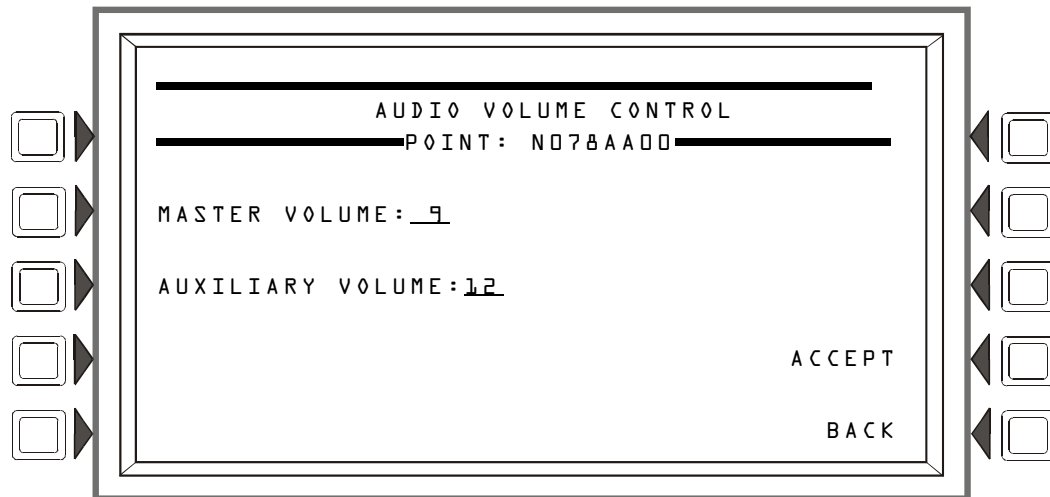 AUDIO VOLUME CONTROL
POINT: N078AA00
MASTER VOLUME: 9
AUXILIARY VOLUME:12
ACCEPT
BACK